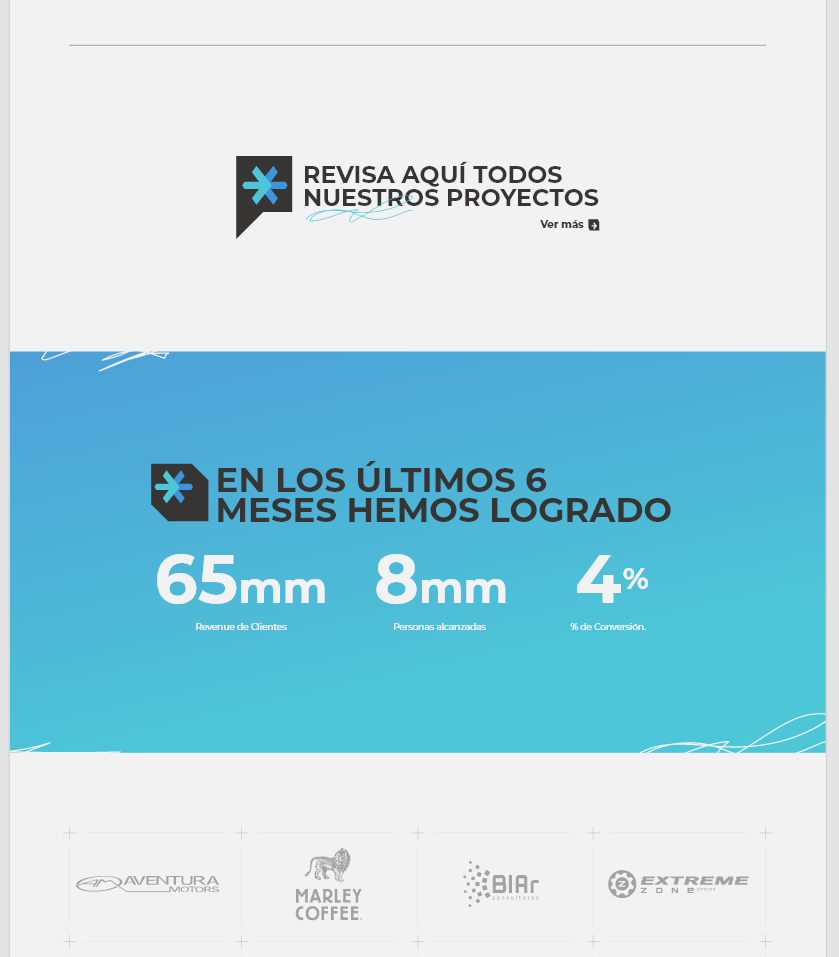 REVISA AQUÍ TODOS
NUESTROS PROYECTOS
Ver más
EN LOS ÚLTIMOS 6
MESES HEMOS LOGRADO
65mm
Revenue de Clientes
8mm
Personas alcanzadas
4%
% de Conversión.
AVENTURA
MOTORS
MARLEY
COFFEE
BIAr
consultores
EXTREME
zone